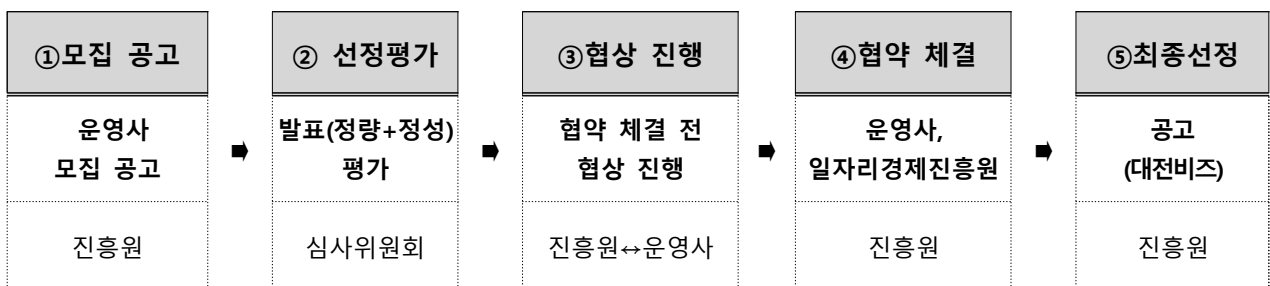 ①모집 공고
운영사
모집 공고
진흥원
➡
② 선정평가
발표(정량+정성)
평가
심사위원회
➡
③협상 진행
협약 체결 전
협상 진행
진흥원↔운영사
➡
④협약 체결
운영사,
일자리경제진흥원
진흥원
➡
⑤최종선정
공고
(대전비즈)
진흥원